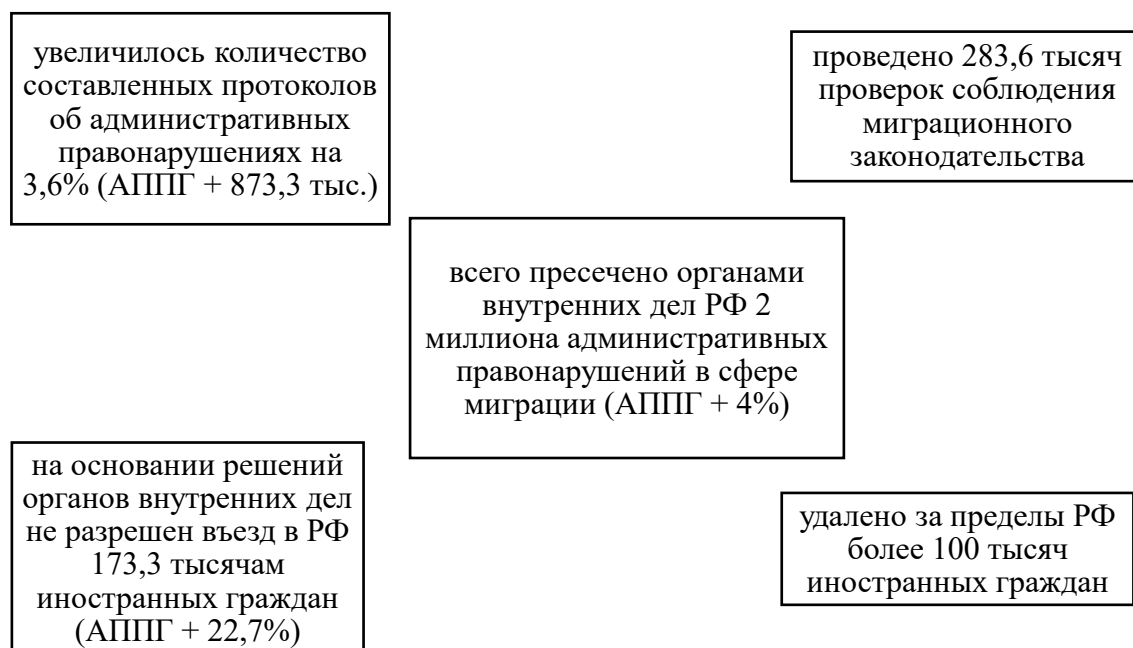 увеличилось количество
составленных протоколов
об административных
правонарушениях на
3,6% (АППГ + 873,3 тыс.)
проведено 283,6 тысяч
проверок соблюдения
миграционного
законодательства
всего пресечено органами
внутренних дел РФ 2
миллиона административных
правонарушений в сфере
миграции (АППГ + 4%)
на основании решений
органов внутренних дел
не разрешен въезд в РФ
173,3 тысячам
иностранных граждан
(АППГ + 22,7%)
удалено за пределы РФ
более 100 тысяч
иностранных граждан